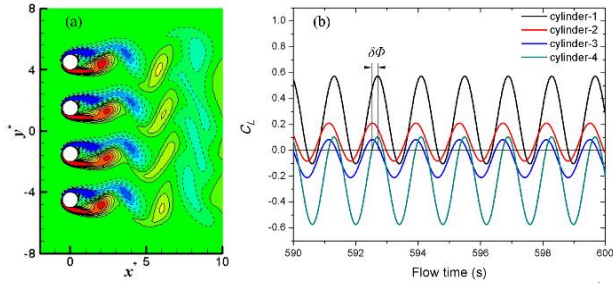 (a)
8
4
0
-4
-8
y*
0
5
10
x*
(b)
cylinder-1
cylinder-2
cylinder-3
cylinder-4
δΦ
1.0
0.8
0.6
0.4
0.2
0.0
-0.2
-0.4
-0.6
C_L
590
592
594
596
598
600
Flow time (s)